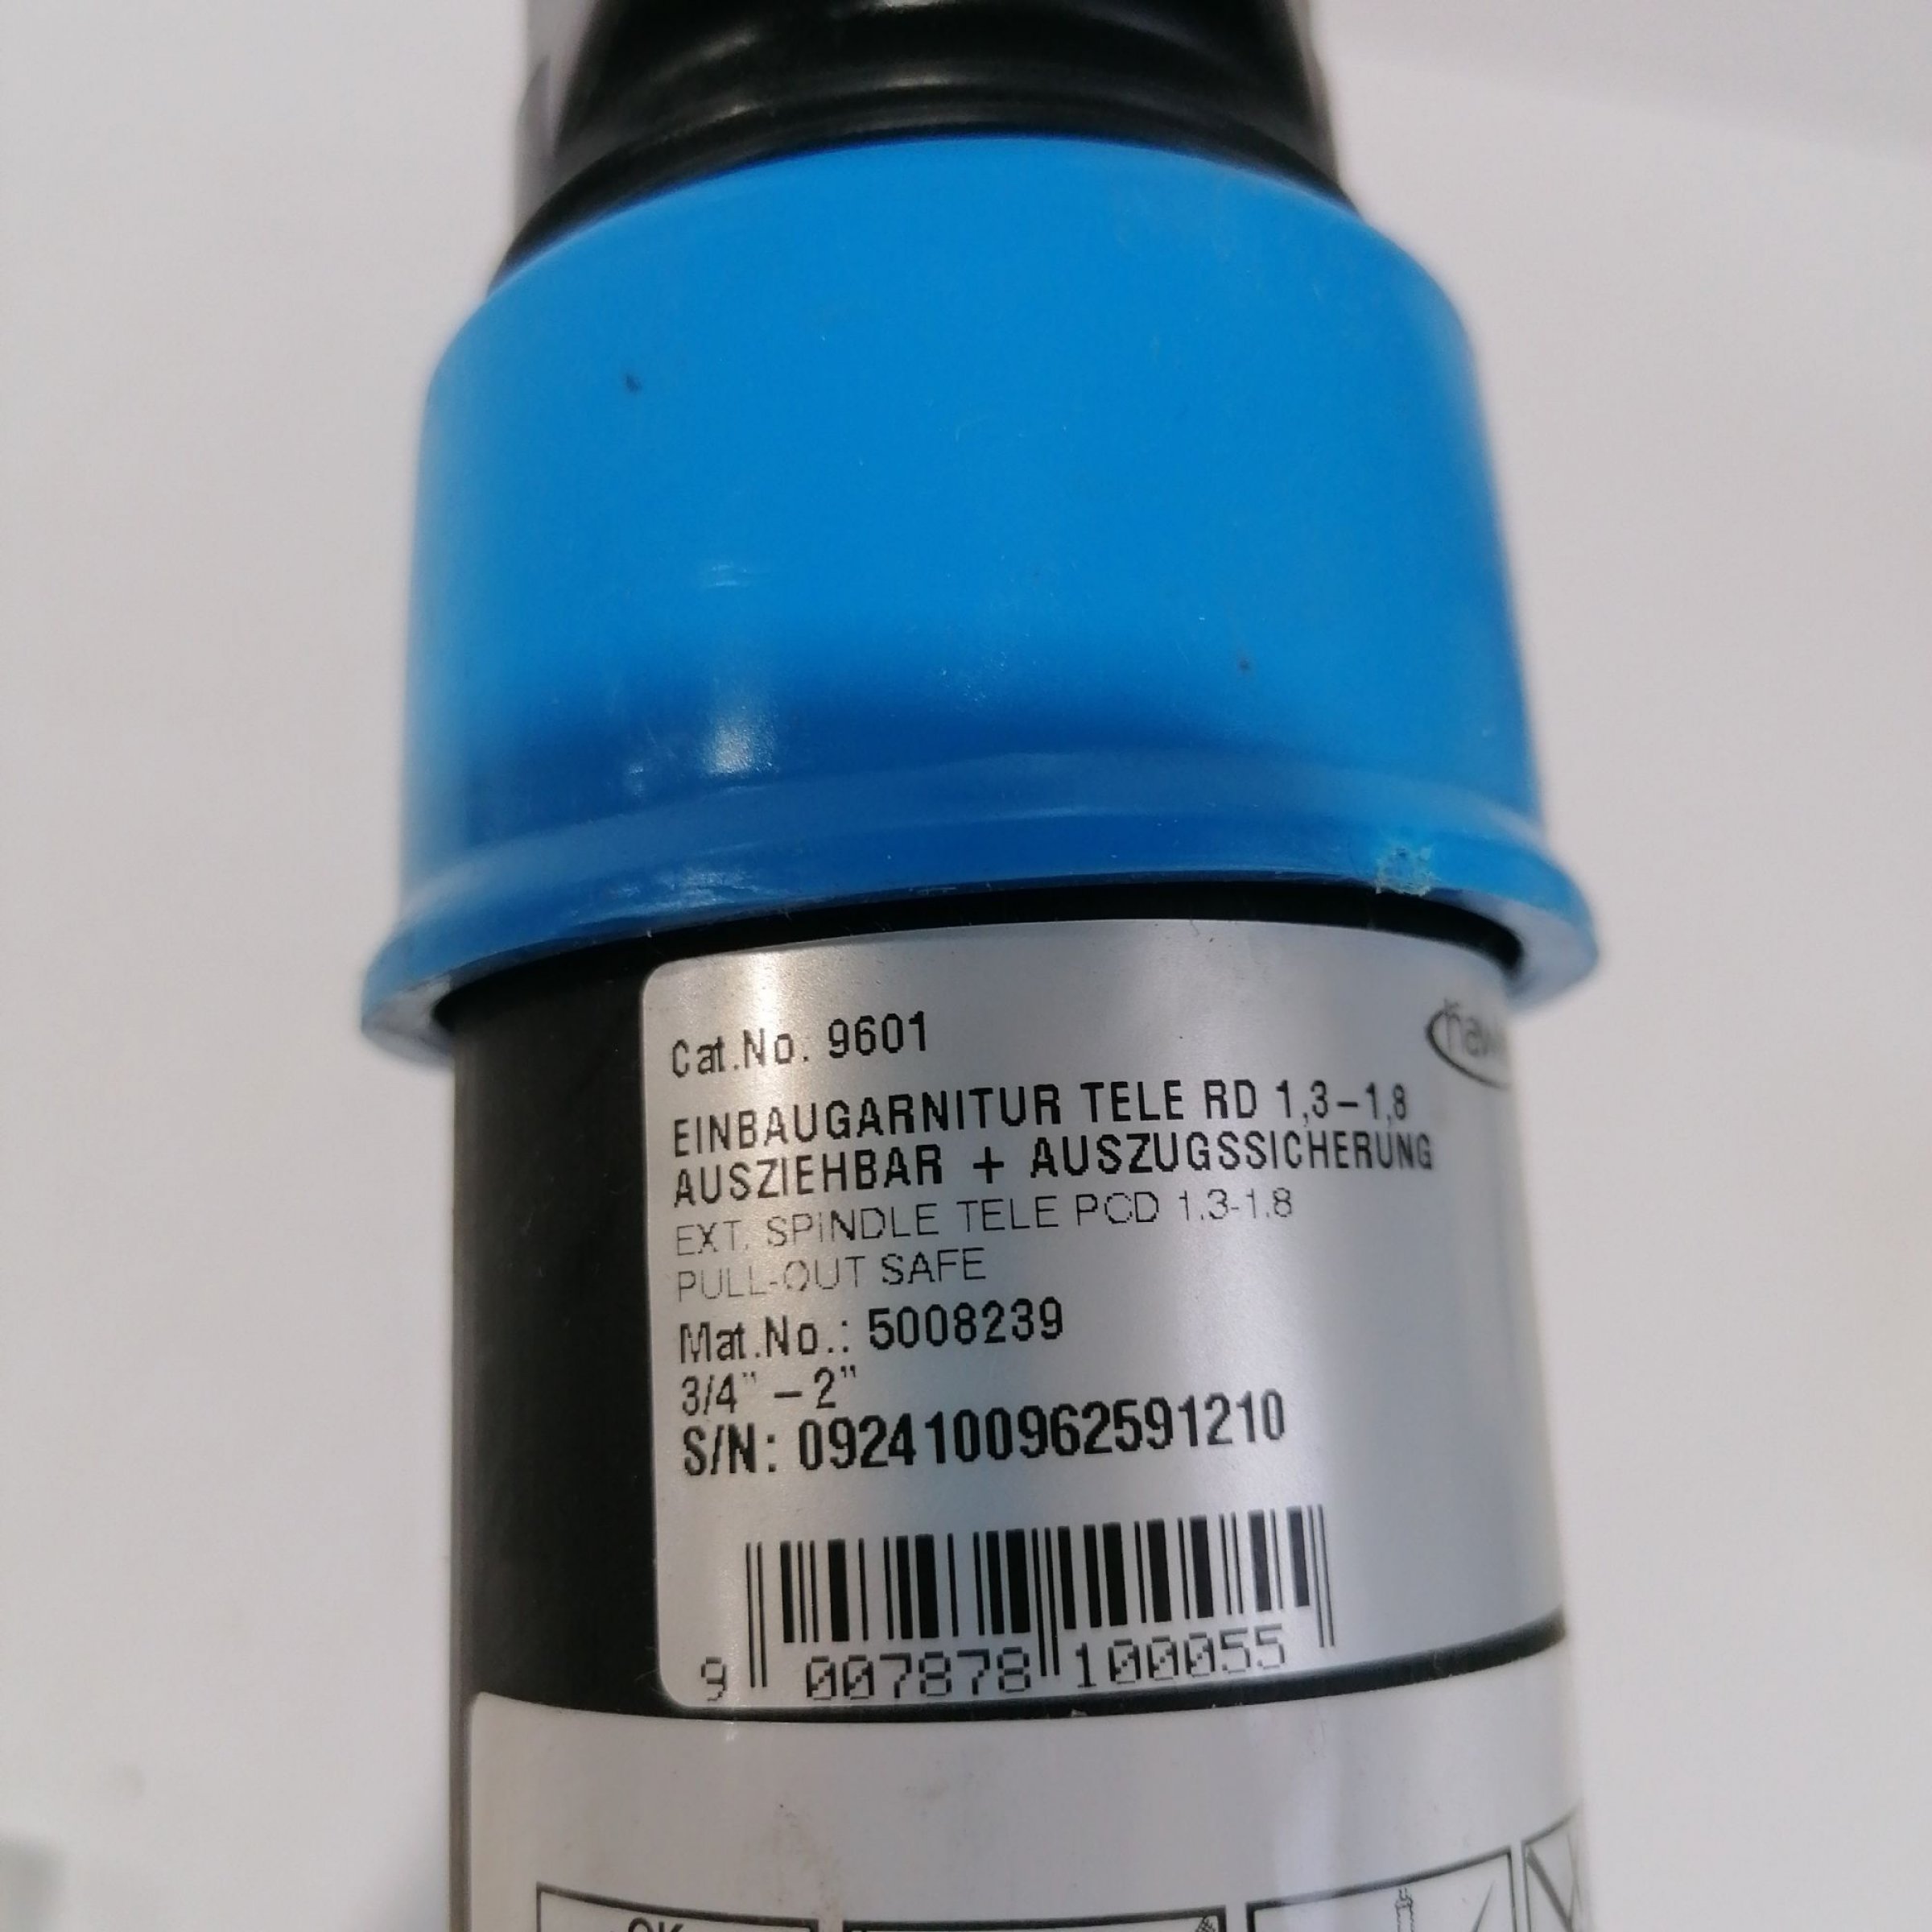 Cat.No. 9601
EINBAUGARNITUR TELE RD 1,3–1,8
AUSZIEHBAR + AUSZUGSSICHERUNG
EXT. SPINDLE TELE PCD 1.3-1.8
PULL-OUT SAFE
Mat.No.: 5008239
3/4" – 2"
S/N: 0924100962591210
9 007878 100055
OK